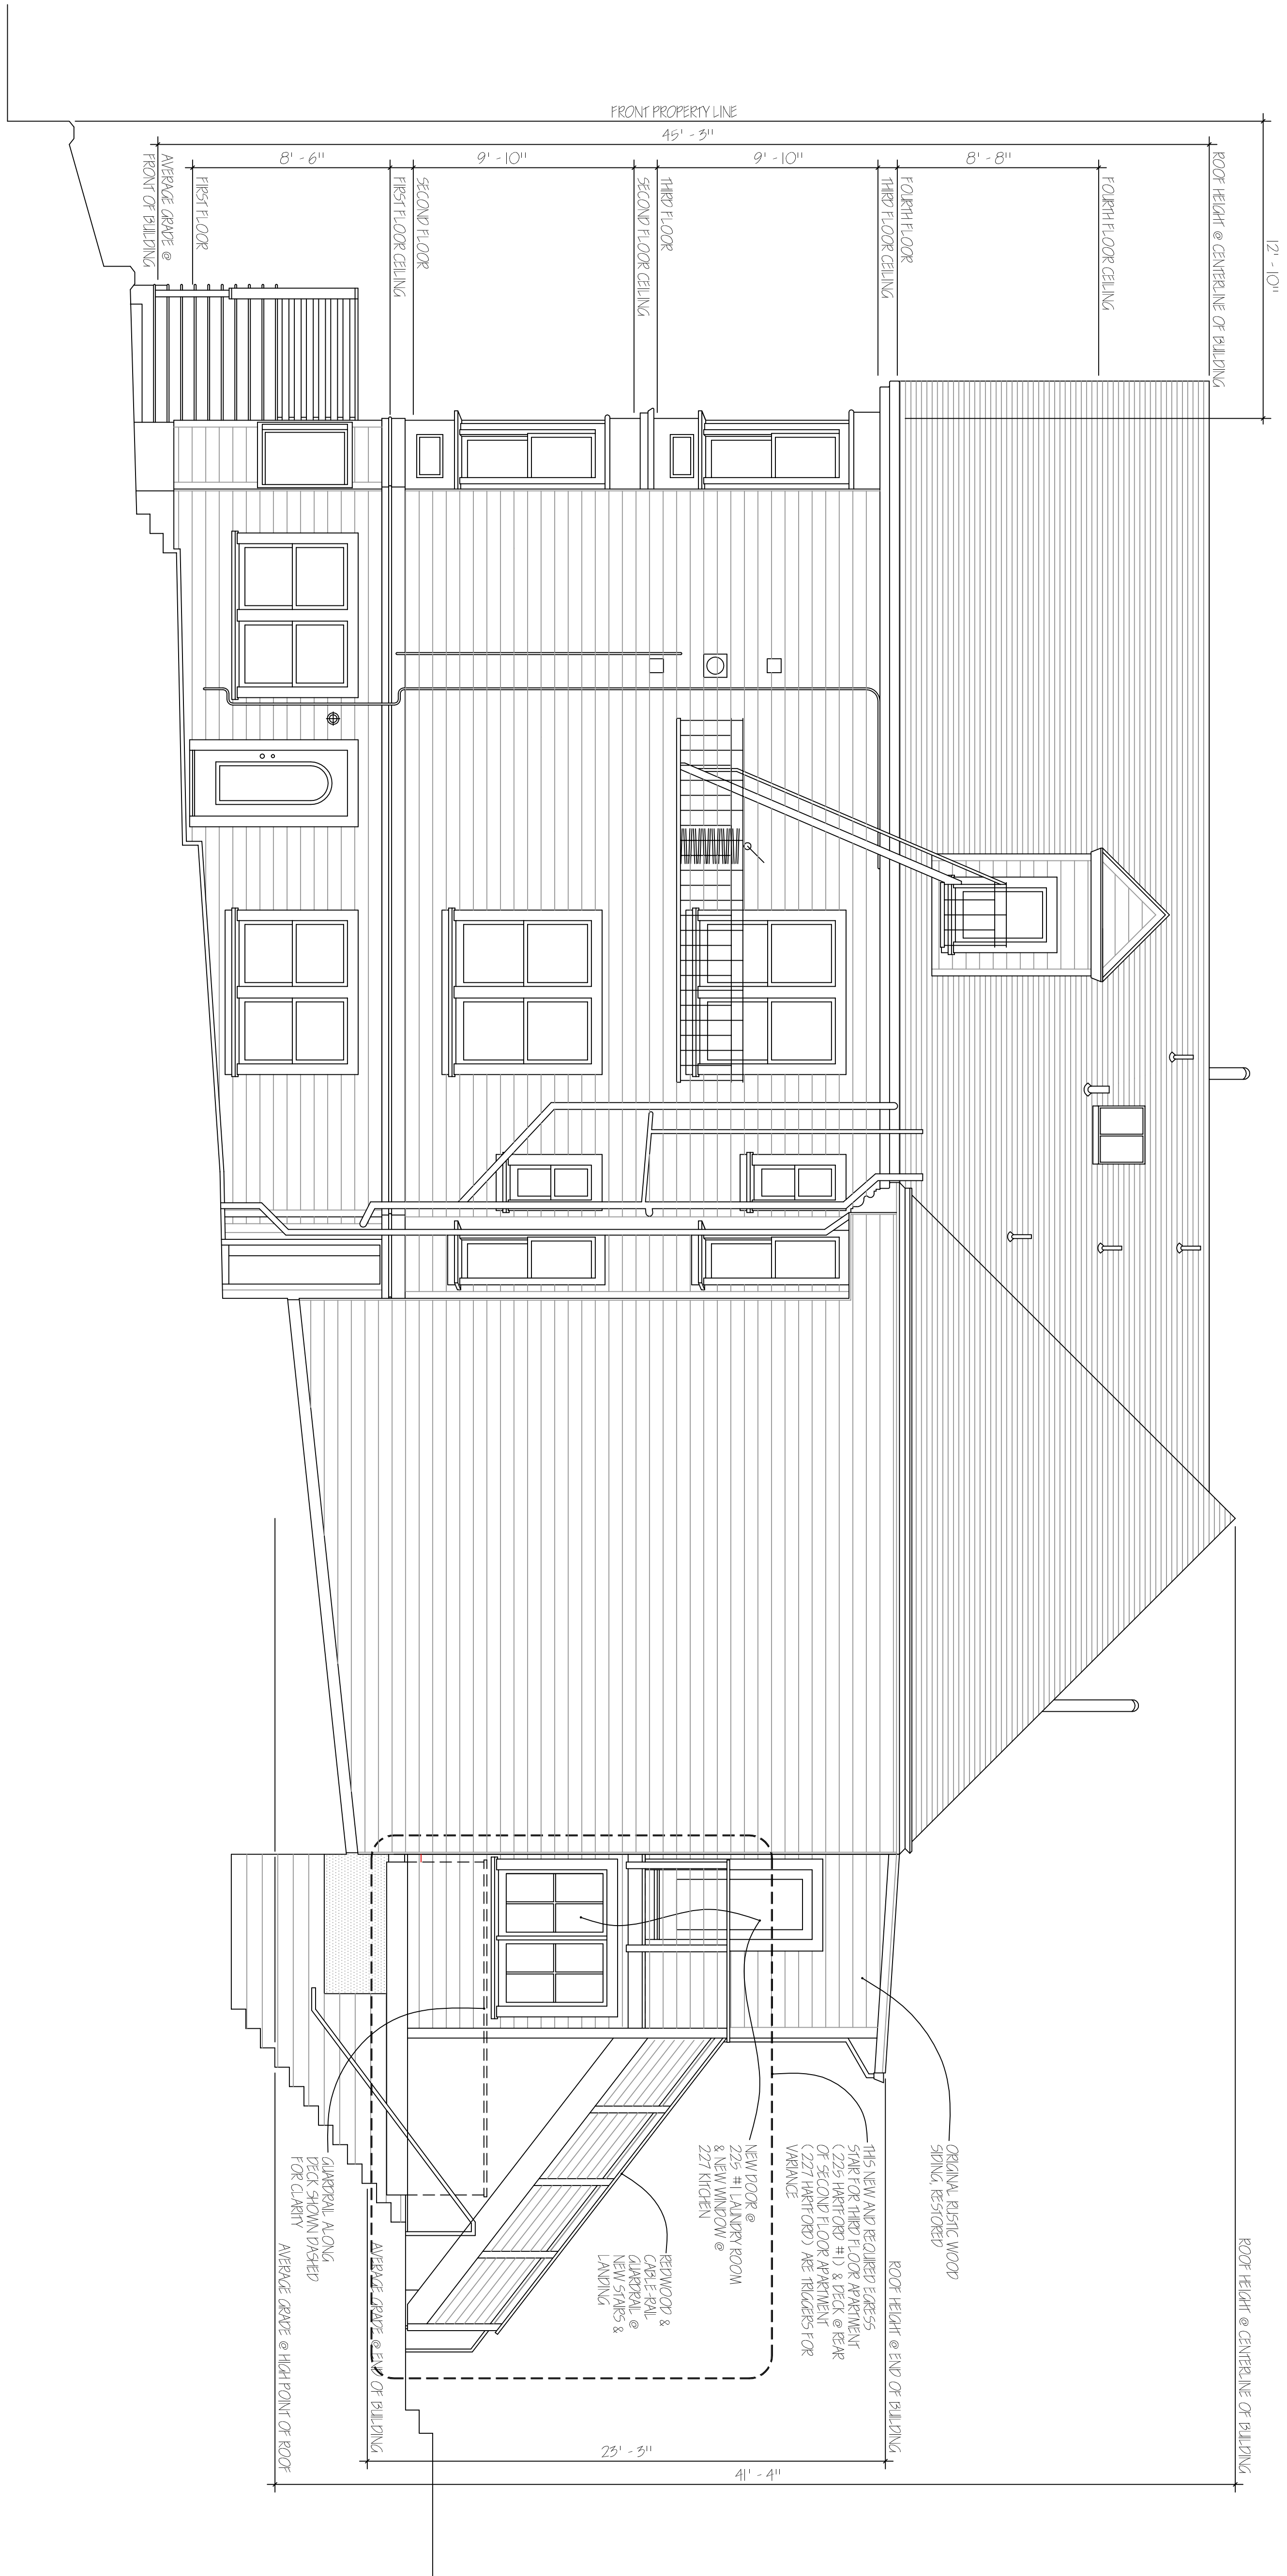 FRONT PROPERTY LINE
12' - 10"
45' - 3"
8' - 8"
9' - 10"
9' - 10"
8' - 6"
ROOF HEIGHT @ CENTERLINE OF BUILDING
FOURTH FLOOR CEILING
FOURTH FLOOR
THIRD FLOOR CEILING
THIRD FLOOR
SECOND FLOOR CEILING
SECOND FLOOR
FIRST FLOOR CEILING
FIRST FLOOR
AVERAGE GRADE @
FRONT OF BUILDING
ROOF HEIGHT @ CENTERLINE OF BUILDING
ORIGINAL RUSTIC WOOD
SIDING, RESTORED
ROOF HEIGHT @ END OF BUILDING
THIS NEW AND REQUIRED EGRESS
STAIR FOR THIRD FLOOR APARTMENT
(225 HARTFORD #1) & DECK @ REAR
OF SECOND FLOOR APARTMENT
(227 HARTFORD) ARE TRIGGERS FOR
VARIANCE
NEW DOOR @
225 #1 LAUNDRY ROOM
& NEW WINDOW @
227 KITCHEN
REDWOOD &
CABLE-RAIL
GUARDRAIL @
NEW STAIRS &
LANDING
AVERAGE GRADE @ END OF BUILDING
GUARDRAIL ALONG
DECK SHOWN DASHED
FOR CLARITY
AVERAGE GRADE @ HIGH POINT OF ROOF
23' - 3"
41' - 4"